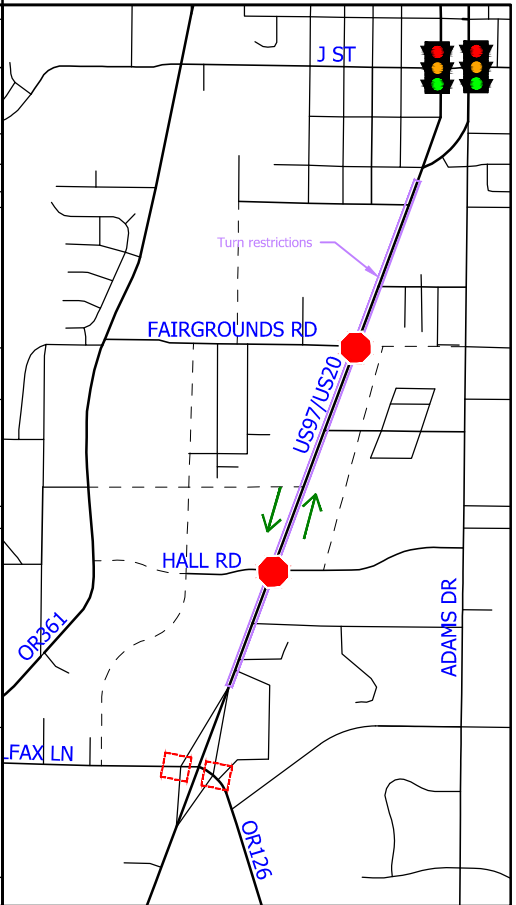 J ST
Turn restrictions
FAIRGROUNDS RD
US97/US20
HALL RD
ADAMS DR
OR361
LFAX LN
OR126